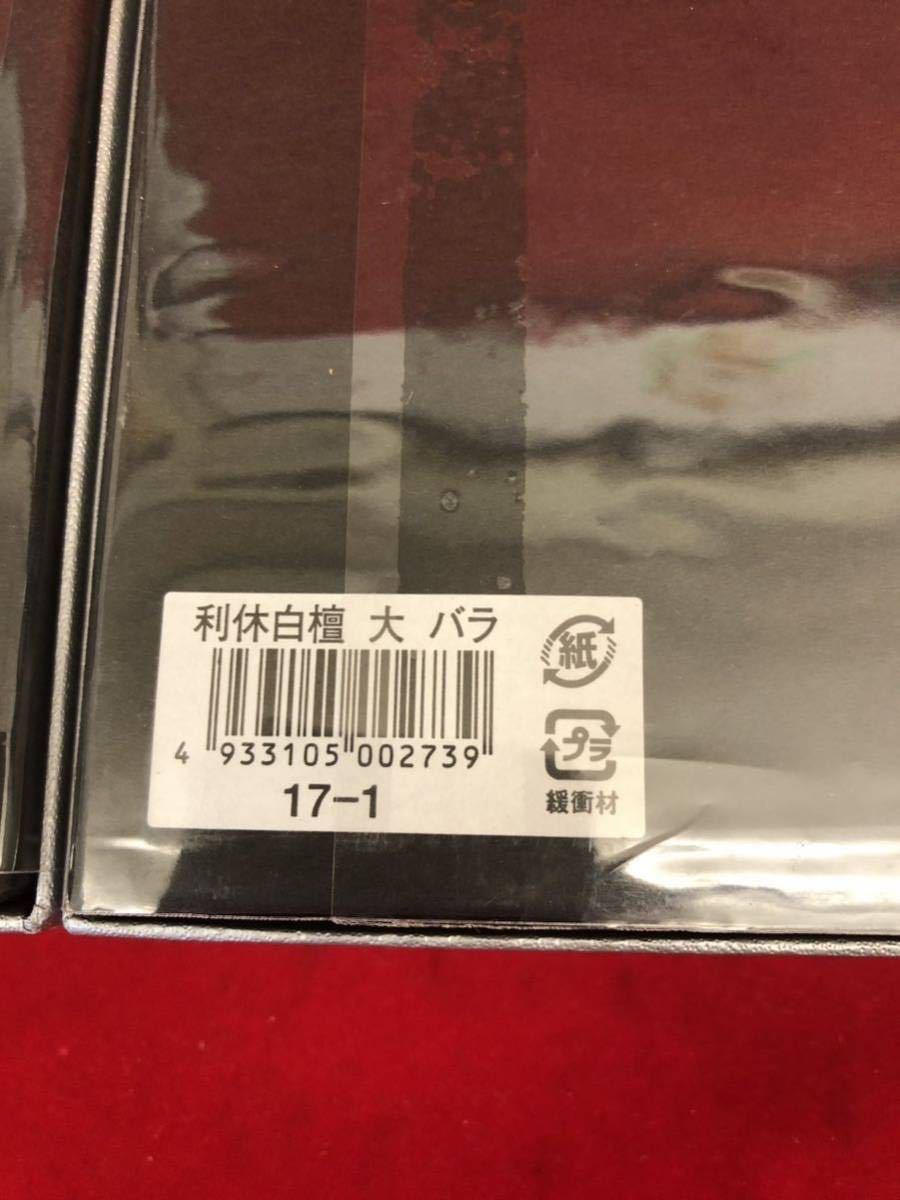 利休白檀 大 バラ
紙
4 933105 002739
プラ
17-1
緩衝材